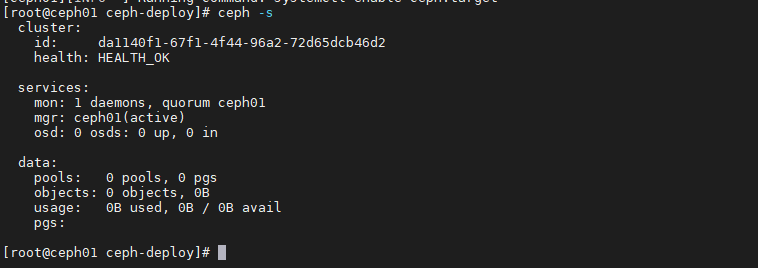 [root@ceph01 ceph-deploy]# ceph -s
  cluster:
    id:     da1140f1-67f1-4f44-96a2-72d65dcb46d2
    health: HEALTH_OK

  services:
    mon: 1 daemons, quorum ceph01
    mgr: ceph01(active)
    osd: 0 osds: 0 up, 0 in

  data:
    pools:   0 pools, 0 pgs
    objects: 0 objects, 0B
    usage:   0B used, 0B / 0B avail
    pgs:

[root@ceph01 ceph-deploy]#